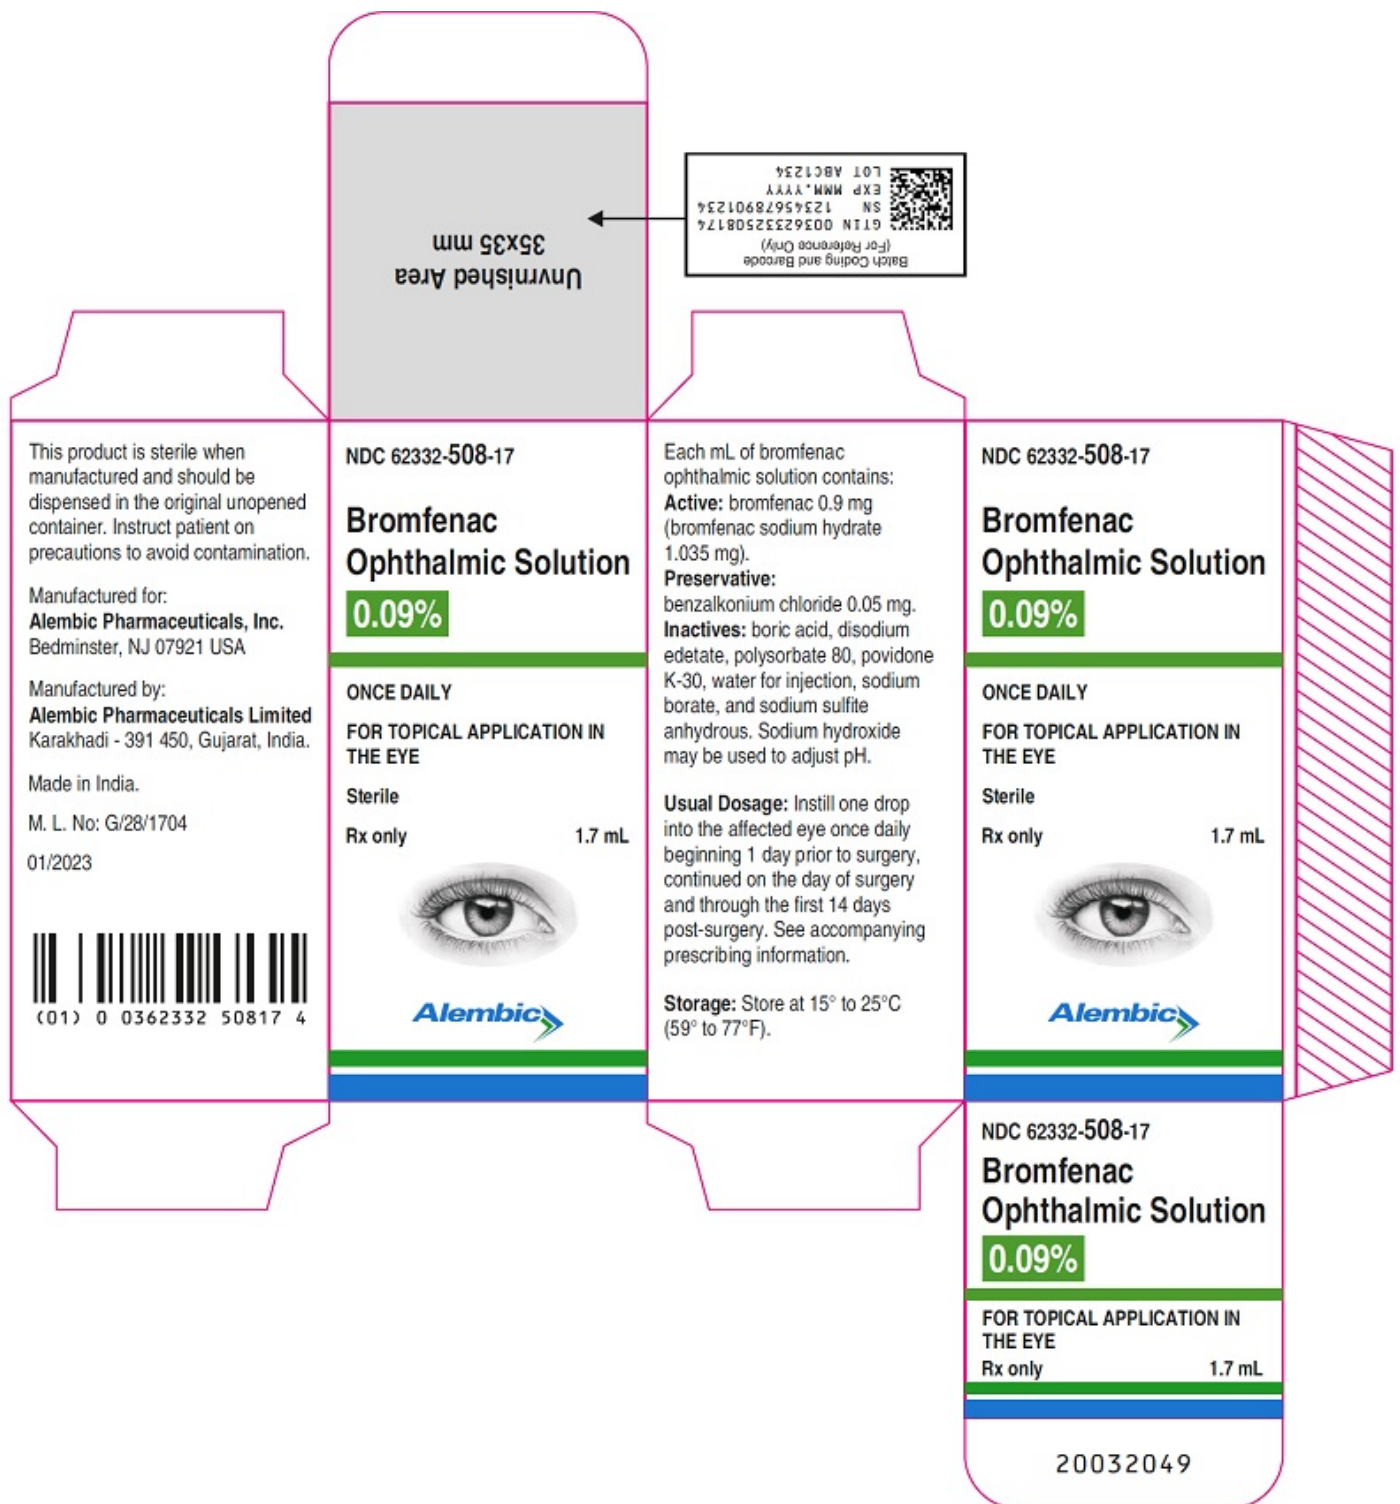 Unvrnished Area
35x35 mm
Batch Coding and Barcode
(For Reference Only)
GTIN 00362332508174
SN 12345678901234
EXP MMM.YYYY
LOT ABC1234
This product is sterile when
manufactured and should be
dispensed in the original unopened
container. Instruct patient on
precautions to avoid contamination.
Manufactured for:
Alembic Pharmaceuticals, Inc.
Bedminster, NJ 07921 USA
Manufactured by:
Alembic Pharmaceuticals Limited
Karakhadi - 391 450, Gujarat, India.
Made in India.
M. L. No: G/28/1704
01/2023
(01) 0 0362332 50817 4
NDC 62332-508-17
Bromfenac
Ophthalmic Solution
0.09%
ONCE DAILY
FOR TOPICAL APPLICATION IN
THE EYE
Sterile
Rx only 1.7 mL
Alembic
Each mL of bromfenac
ophthalmic solution contains:
Active: bromfenac 0.9 mg
(bromfenac sodium hydrate
1.035 mg).
Preservative:
benzalkonium chloride 0.05 mg.
Inactives: boric acid, disodium
edetate, polysorbate 80, povidone
K-30, water for injection, sodium
borate, and sodium sulfite
anhydrous. Sodium hydroxide
may be used to adjust pH.
Usual Dosage: Instill one drop
into the affected eye once daily
beginning 1 day prior to surgery,
continued on the day of surgery
and through the first 14 days
post-surgery. See accompanying
prescribing information.
Storage: Store at 15° to 25°C
(59° to 77°F).
NDC 62332-508-17
Bromfenac
Ophthalmic Solution
0.09%
ONCE DAILY
FOR TOPICAL APPLICATION IN
THE EYE
Sterile
Rx only 1.7 mL
Alembic
NDC 62332-508-17
Bromfenac
Ophthalmic Solution
0.09%
FOR TOPICAL APPLICATION IN
THE EYE
Rx only 1.7 mL
20032049